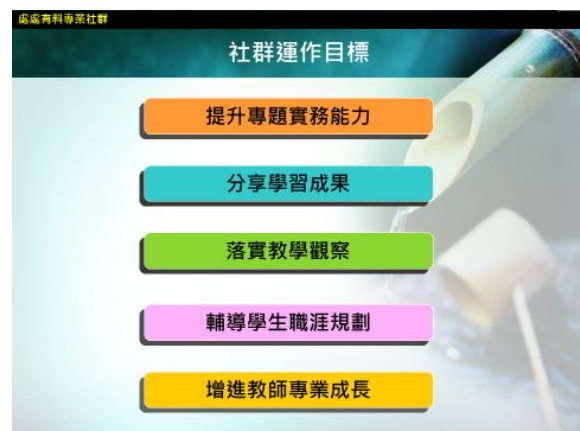 處處有料專業社群
社群運作目標
提升專題實務能力
分享學習成果
落實教學觀察
輔導學生職涯規劃
增進教師專業成長